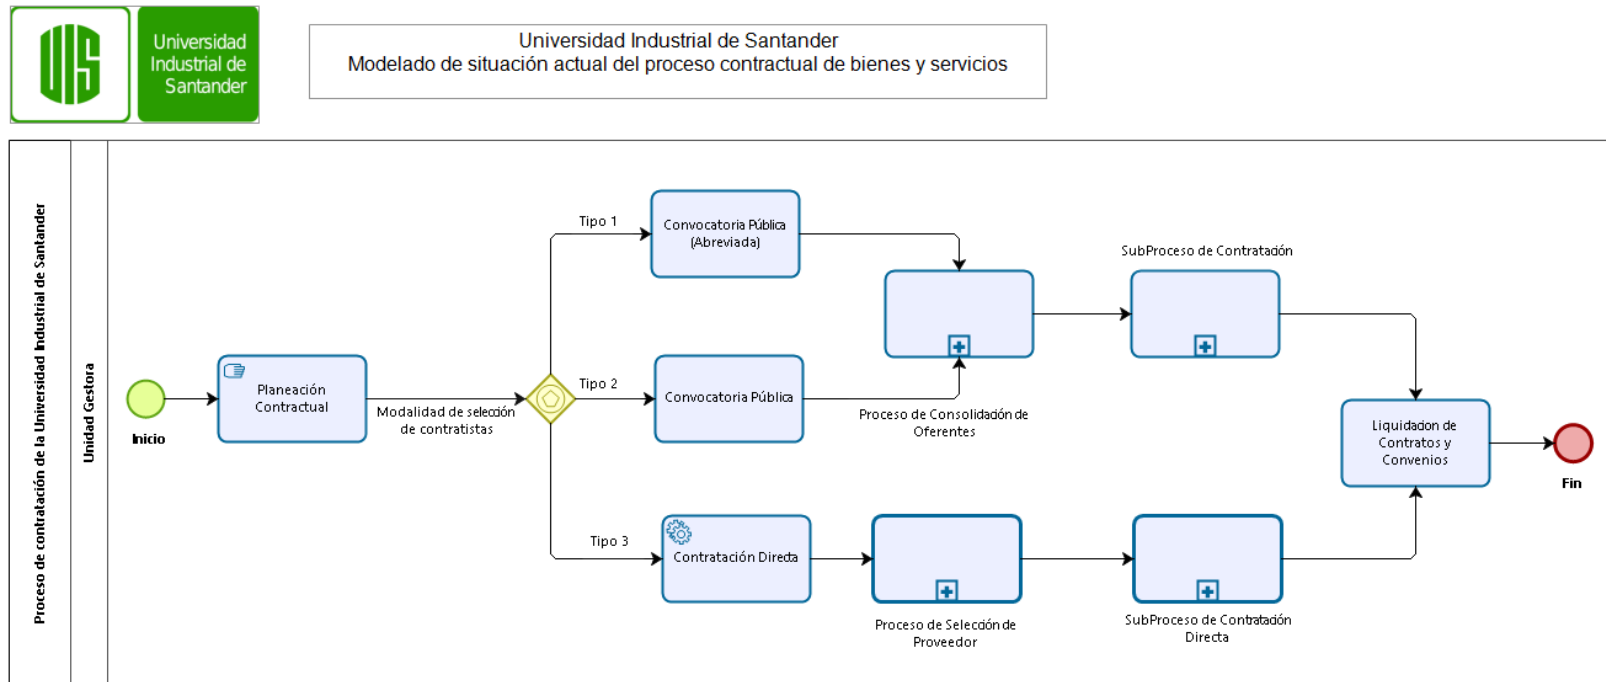 Universidad
Industrial de
Santander
Universidad Industrial de Santander
Modelado de situación actual del proceso contractual de bienes y servicios
Proceso de contratación de la Universidad Industrial de Santander
Unidad Gestora
Inicio
Planeación
Contractual
Modalidad de selección
de contratistas
Tipo 1
Convocatoria Pública
(Abreviada)
Tipo 2
Convocatoria Pública
Proceso de Consolidación de
Oferentes
SubProceso de Contratación
Tipo 3
Contratación Directa
Proceso de Selección de
Proveedor
SubProceso de Contratación
Directa
Liquidacion de
Contratos y
Convenios
Fin